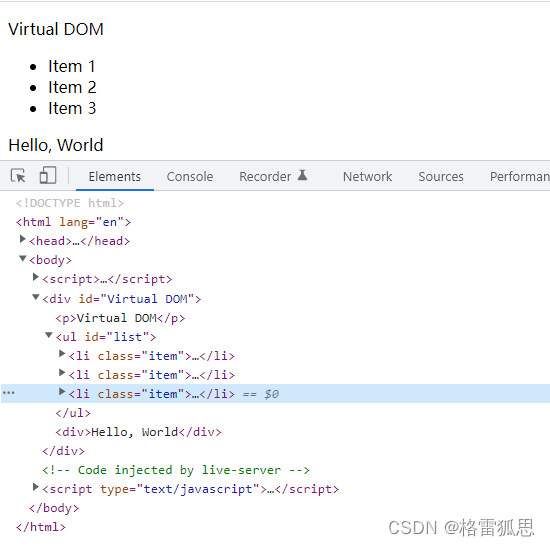 Virtual DOM
• Item 1
• Item 2
• Item 3
Hello, World
Elements Console Recorder Network Sources Performan
<!DOCTYPE html>
<html lang="en">
<head>…</head>
<body>
<script>…</script>
<div id="Virtual DOM">
<p>Virtual DOM</p>
<ul id="list">
<li class="item">…</li>
<li class="item">…</li>
<li class="item">…</li> == $0
</ul>
<div>Hello, World</div>
</div>
<!-- Code injected by live-server -->
<script type="text/javascript">…</script>
</body>
</html>
CSDN @格雷狐思